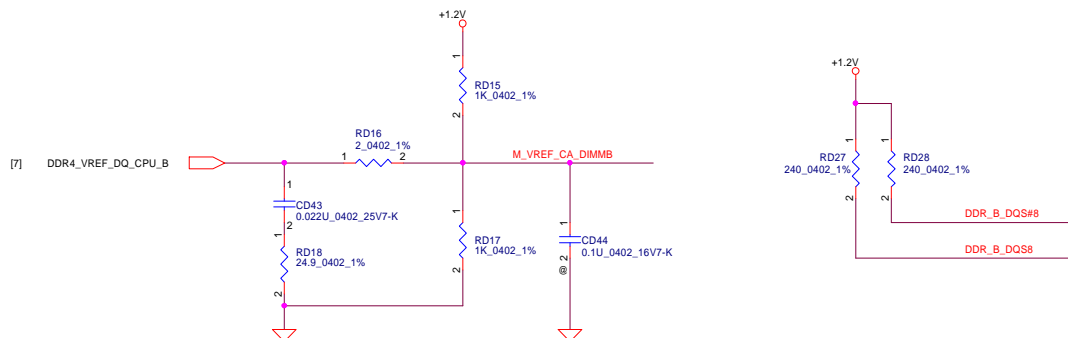 +1.2V
1
RD15
1K_0402_1%
2
[7] DDR4_VREF_DQ_CPU_B
RD16
2_0402_1%
1 2
M_VREF_CA_DIMMB
1
CD43
0.022U_0402_25V7-K
2
1
RD18
24.9_0402_1%
2
1
RD17
1K_0402_1%
2
1
CD44
0.1U_0402_16V7-K
@ 2
+1.2V
1
RD27
240_0402_1%
2
1
RD28
240_0402_1%
2
DDR_B_DQS#8
DDR_B_DQS8